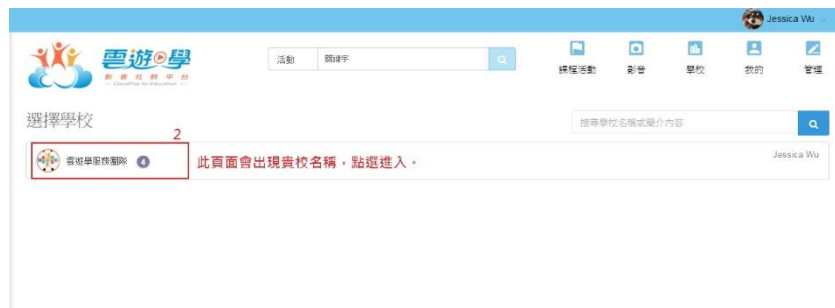 Jessica Wu
雲遊學
影音社群平台
CloudPlay for Education
活動 關鍵字
課程活動 影音 學校 我的 管理
選擇學校
搜尋學校名稱或簡介內容
2
雲遊學服務團隊 4
此頁面會出現貴校名稱，點選進入。
Jessica Wu